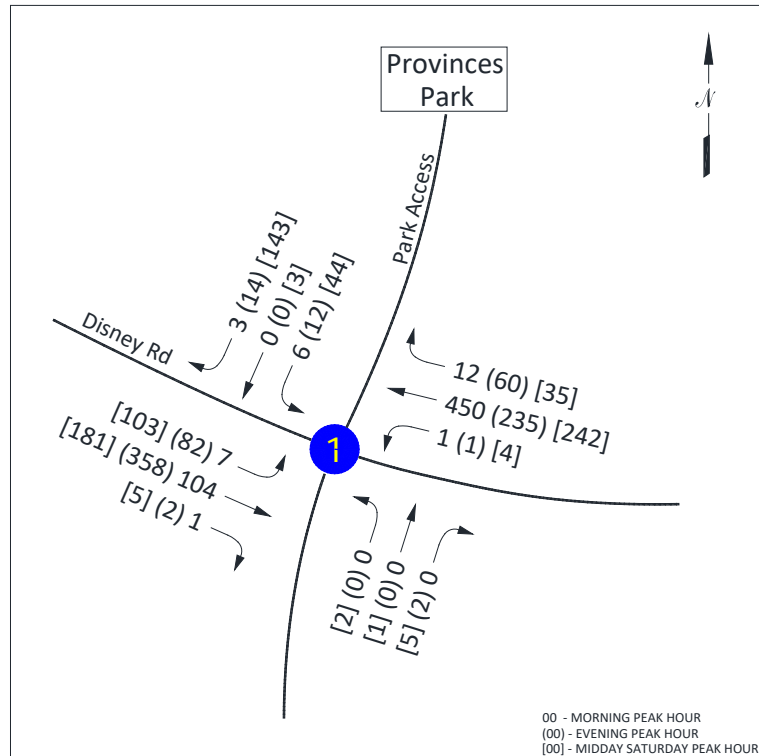 Provinces
Park
N
Park Access
Disney Rd
3 (14) [143]
0 (0) [3]
6 (12) [44]
12 (60) [35]
450 (235) [242]
1 (1) [4]
1
[103] (82) 7
[181] (358) 104
[5] (2) 1
[2] (0) 0
[1] (0) 0
[5] (2) 0
00 - MORNING PEAK HOUR
(00) - EVENING PEAK HOUR
[00] - MIDDAY SATURDAY PEAK HOUR